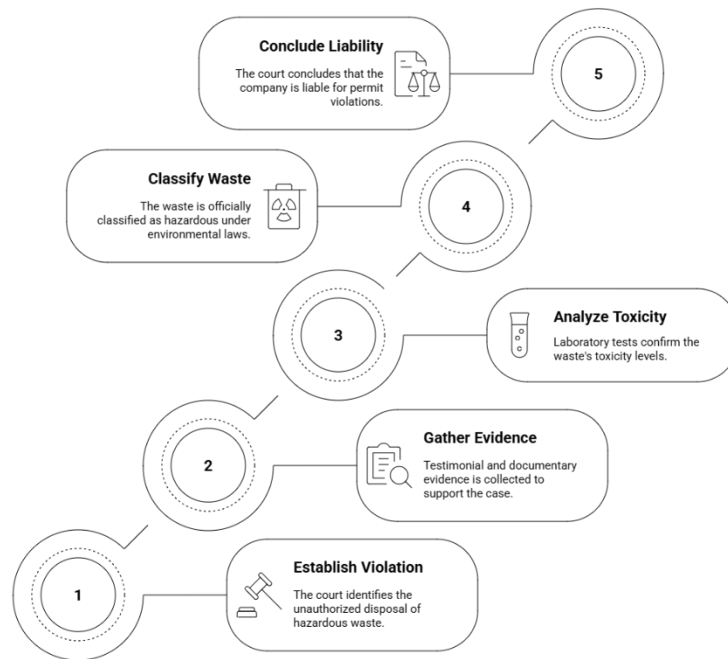 Conclude Liability
The court concludes that the
company is liable for permit
violations.
5
Classify Waste
The waste is officially
classified as hazardous under
environmental laws.
4
3
Analyze Toxicity
Laboratory tests confirm the
waste's toxicity levels.
2
Gather Evidence
Testimonial and documentary
evidence is collected to
support the case.
1
Establish Violation
The court identifies the
unauthorized disposal of
hazardous waste.